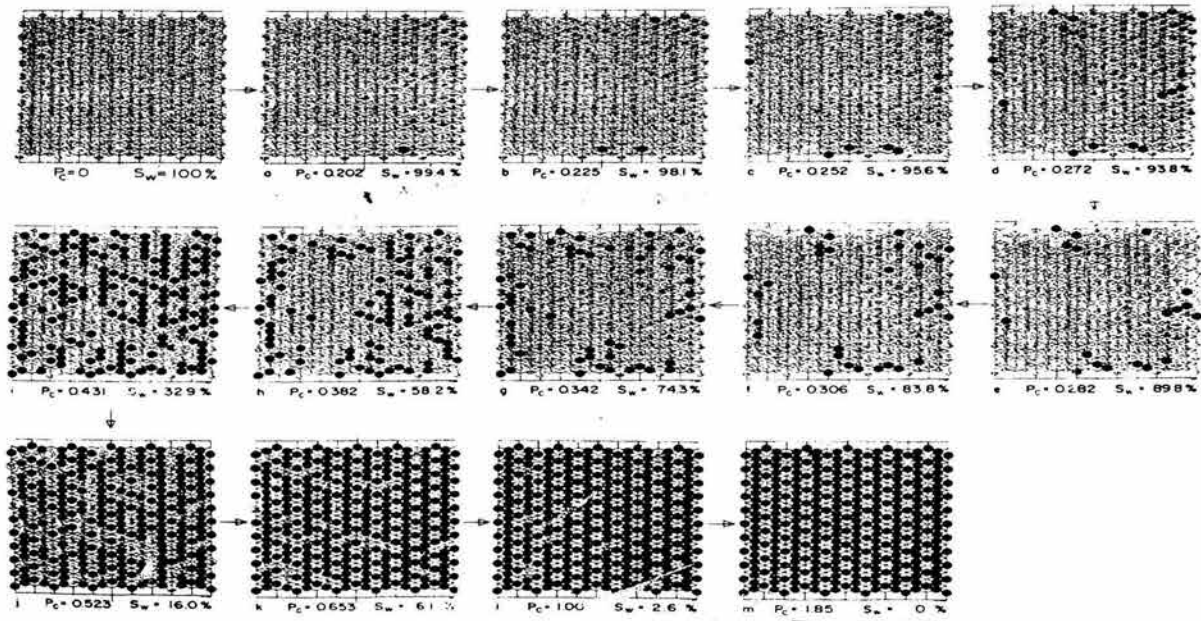 Pc=0 Sw=100%
a Pc=0.202 Sw=99.4%
b Pc=0.225 Sw=98.1%
c Pc=0.252 Sw=95.6%
d Pc=0.272 Sw=93.8%
i Pc=0.431 Sw=32.9%
h Pc=0.382 Sw=58.2%
g Pc=0.342 Sw=74.3%
f Pc=0.306 Sw=83.8%
e Pc=0.282 Sw=89.8%
j Pc=0.523 Sw=16.0%
k Pc=0.653 Sw=6.1%
l Pc=1.00 Sw=2.6%
m Pc=1.85 Sw= 0%